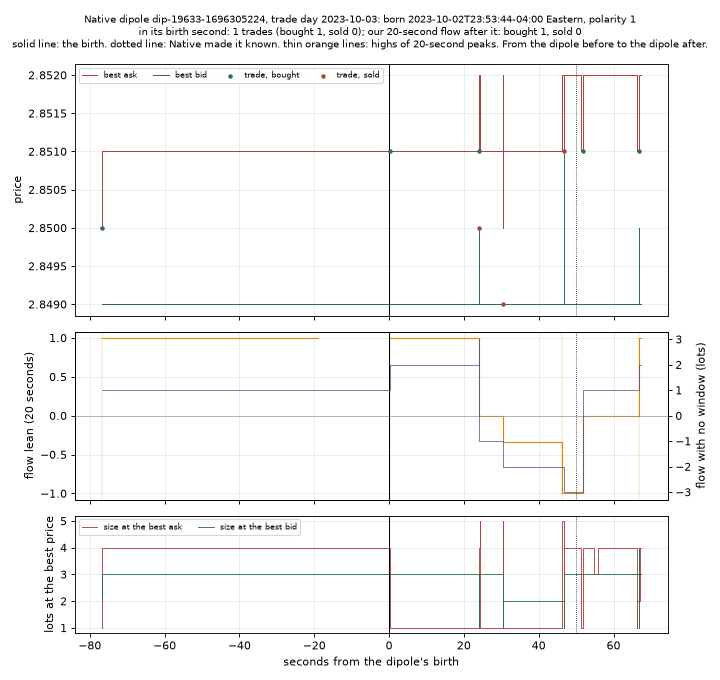 Native dipole dip-19633-1696305224, trade day 2023-10-03: born 2023-10-02T23:53:44-04:00 Eastern, polarity 1
in its birth second: 1 trades (bought 1, sold 0); our 20-second flow after it: bought 1, sold 0
solid line: the birth. dotted line: Native made it known. thin orange lines: highs of 20-second peaks. From the dipole before to the dipole after.
best ask
best bid
trade, bought
trade, sold
2.8520
2.8515
2.8510
2.8505
2.8500
2.8495
2.8490
price
1.0
0.5
0.0
−0.5
−1.0
flow lean (20 seconds)
3
2
1
0
−1
−2
−3
flow with no window (lots)
size at the best ask
size at the best bid
5
4
3
2
1
lots at the best price
−80
−60
−40
−20
0
20
40
60
seconds from the dipole's birth